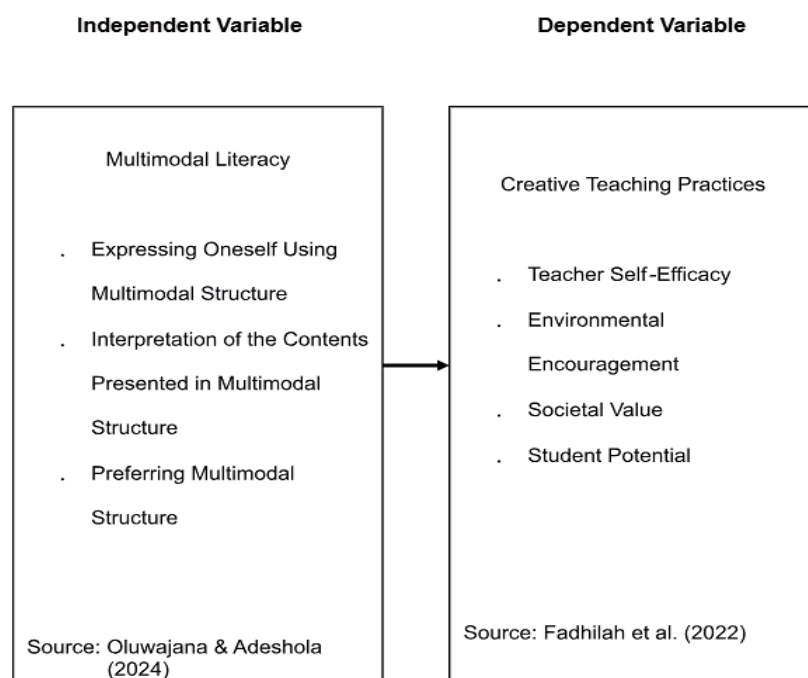 Independent Variable
Dependent Variable
Multimodal Literacy
. Expressing Oneself Using
Multimodal Structure
. Interpretation of the Contents
Presented in Multimodal
Structure
. Preferring Multimodal
Structure
Source: Oluwajana & Adeshola
(2024)
Creative Teaching Practices
. Teacher Self-Efficacy
. Environmental
Encouragement
. Societal Value
. Student Potential
Source: Fadhilah et al. (2022)